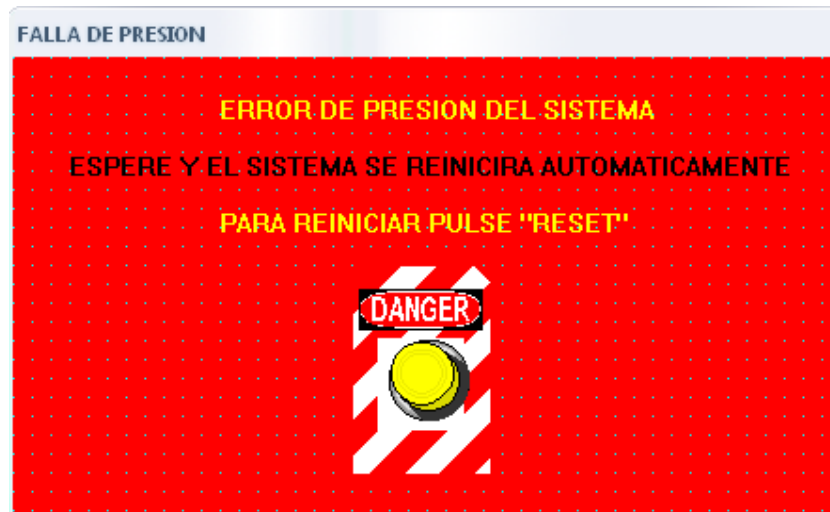 FALLA DE PRESION
ERROR DE PRESION DEL SISTEMA
ESPERE Y EL SISTEMA SE REINICIRA AUTOMATICAMENTE
PARA REINICIAR PULSE "RESET"
DANGER